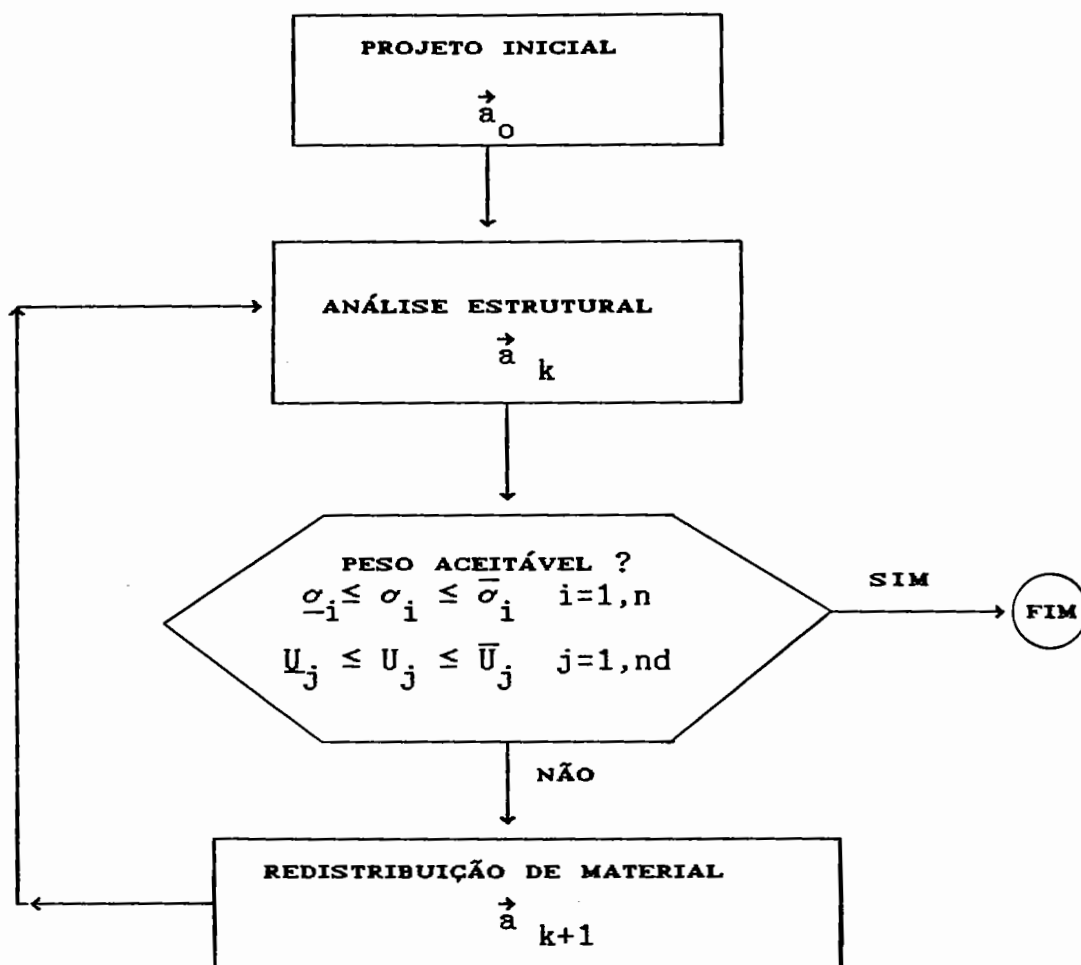 PROJETO INICIAL
a⃗₀
ANÁLISE ESTRUTURAL
a⃗ k
PESO ACEITÁVEL ?
σ̲i ≤ σi ≤ σ̅i i=1,n
U̲j ≤ Uj ≤ U̅j j=1,nd
SIM
FIM
NÃO
REDISTRIBUIÇÃO DE MATERIAL
a⃗ k+1